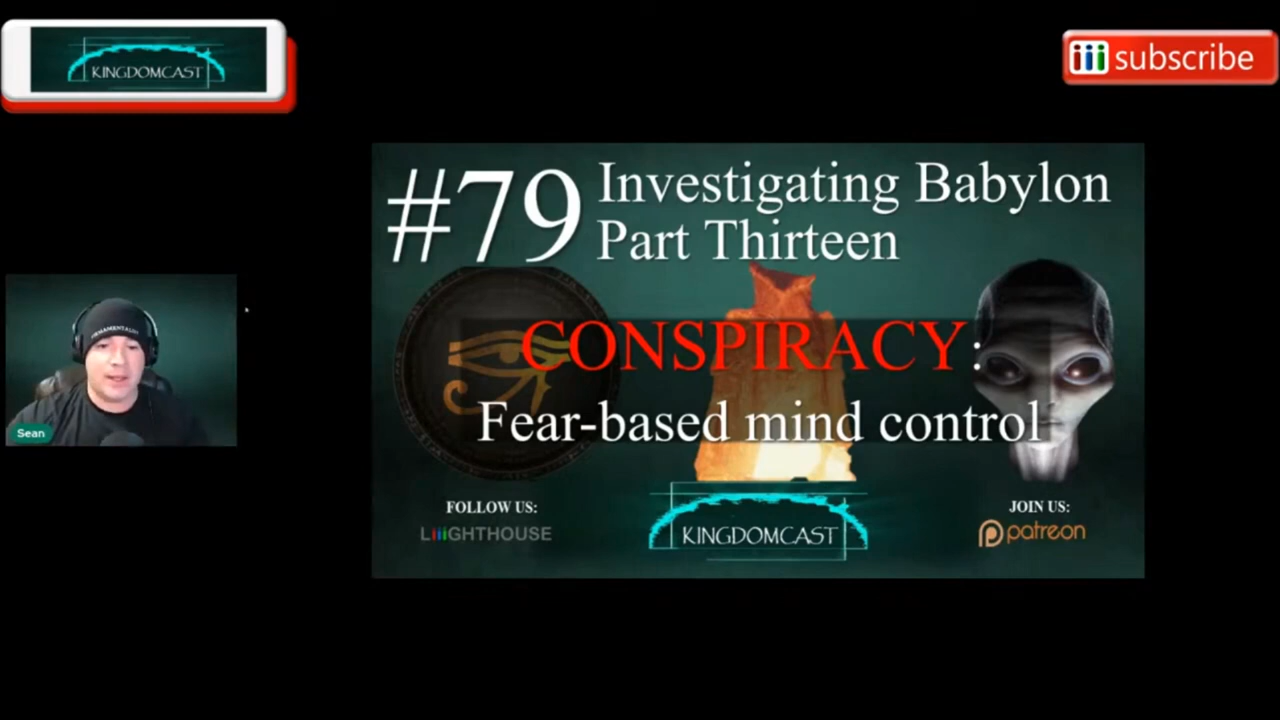 KINGDOMCAST
subscribe
#79
Investigating Babylon
Part Thirteen
CONSPIRACY:
Fear-based mind control
Sean
FOLLOW US:
LIIIGHTHOUSE
KINGDOMCAST
JOIN US:
patreon